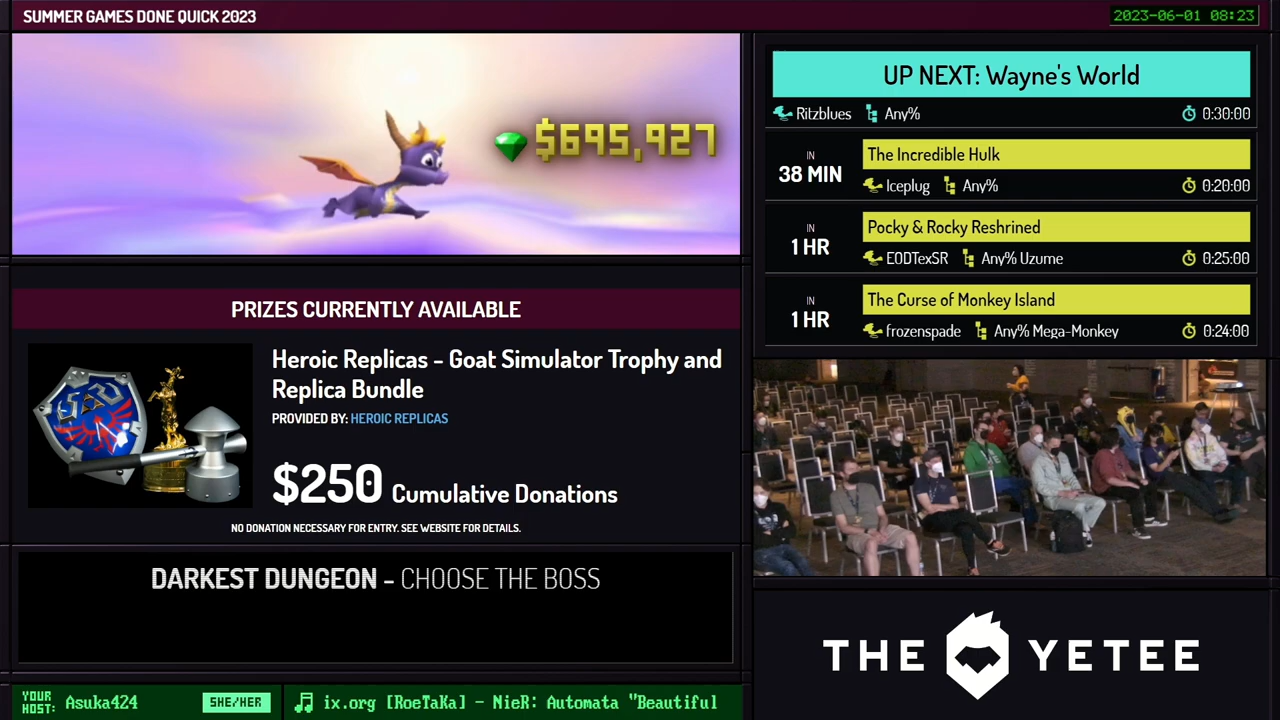 SUMMER GAMES DONE QUICK 2023
2023-06-01 08:23
$695,927
UP NEXT: Wayne's World
Ritzblues Any% 0:30:00
IN
38 MIN
The Incredible Hulk
Iceplug Any% 0:20:00
IN
1 HR
Pocky & Rocky Reshrined
EODTexSR Any% Uzume 0:25:00
IN
1 HR
The Curse of Monkey Island
frozenspade Any% Mega-Monkey 0:24:00
PRIZES CURRENTLY AVAILABLE
Heroic Replicas - Goat Simulator Trophy and
Replica Bundle
PROVIDED BY: HEROIC REPLICAS
$250 Cumulative Donations
NO DONATION NECESSARY FOR ENTRY. SEE WEBSITE FOR DETAILS.
DARKEST DUNGEON - CHOOSE THE BOSS
THE YETEE
YOUR
HOST: Asuka424 SHE/HER
ix.org [RoeTaKa] - NieR: Automata "Beautiful